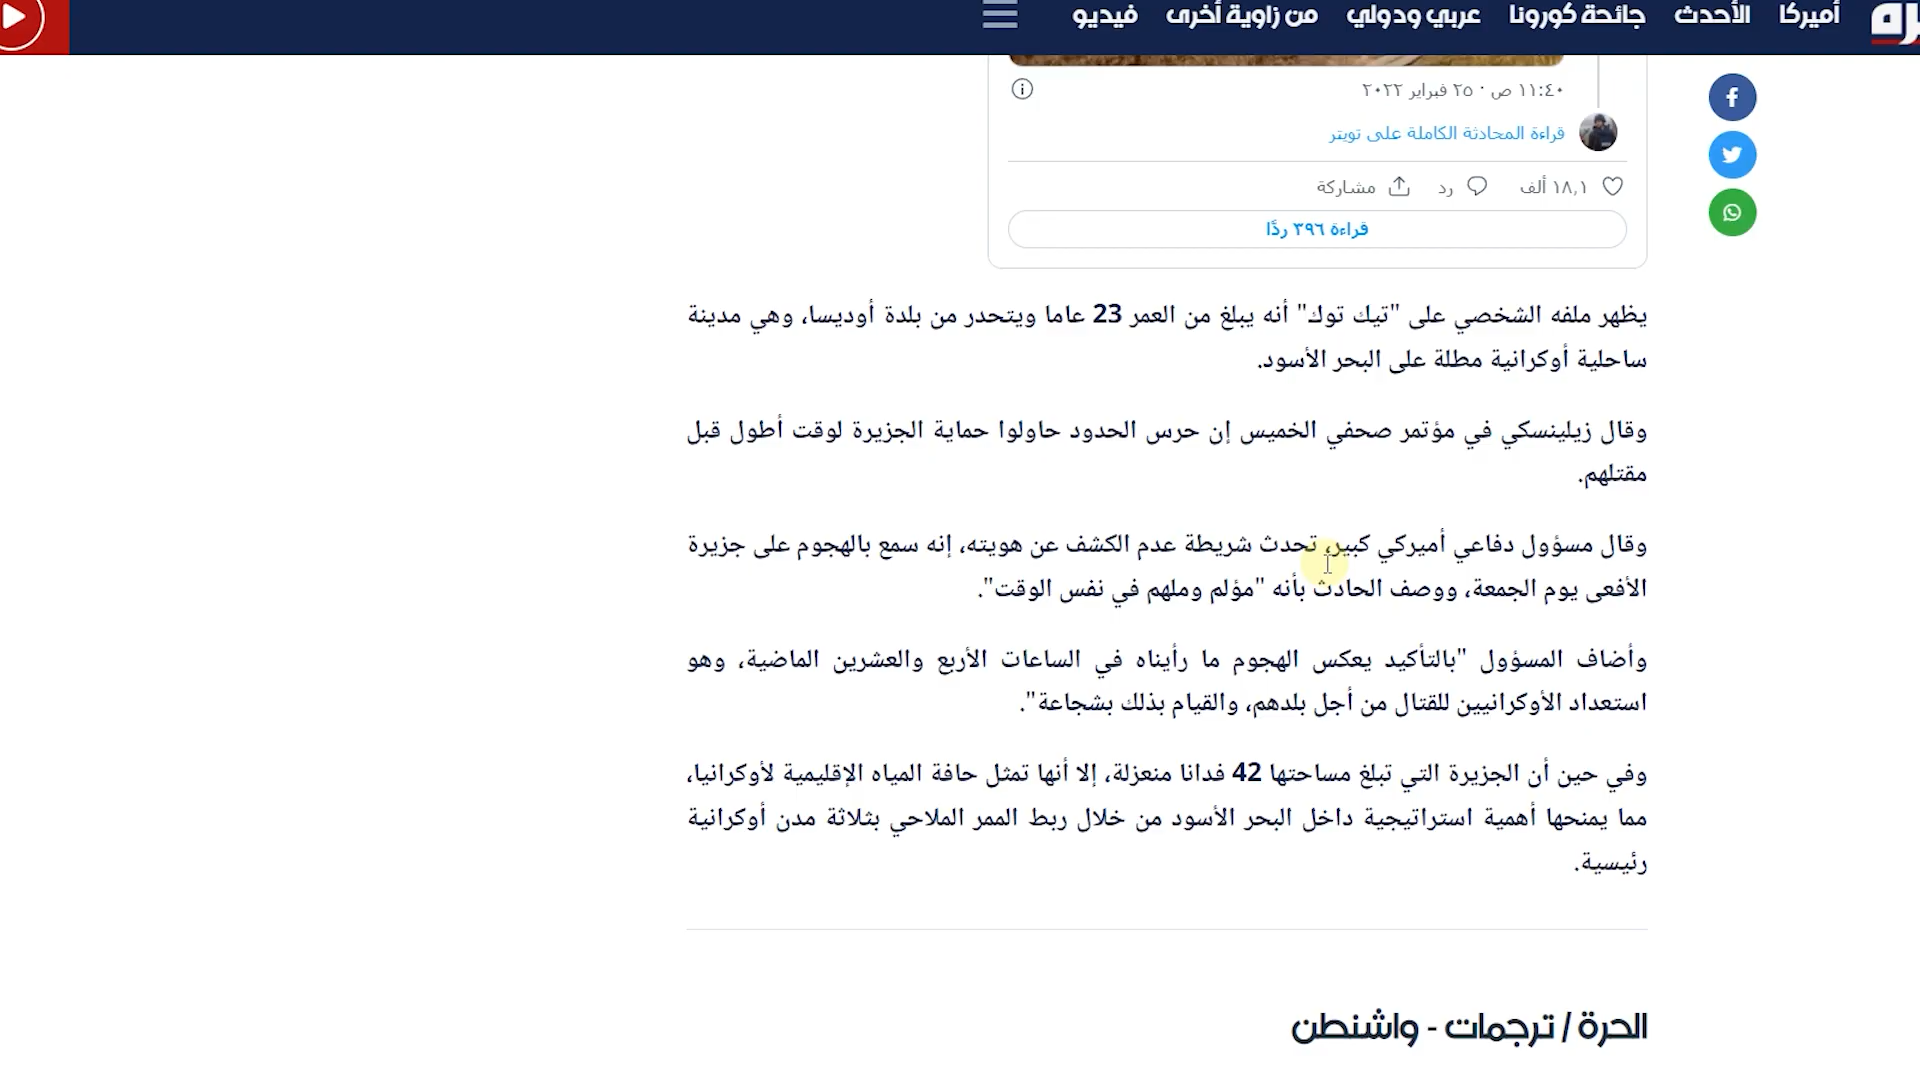 أميركا الأحدث جائحة كورونا عربي ودولي من زاوية أخرى فيديو
١١:٤٠ ص · ٢٥ فبراير ٢٠٢٢
قراءة المحادثة الكاملة على تويتر
١٨٫١ ألف رد مشاركة
قراءة ٣٩٦ ردًا
يظهر ملفه الشخصي على "تيك توك" أنه يبلغ من العمر 23 عاما ويتحدر من بلدة أوديسا، وهي مدينة
ساحلية أوكرانية مطلة على البحر الأسود.
وقال زيلينسكي في مؤتمر صحفي الخميس إن حرس الحدود حاولوا حماية الجزيرة لوقت أطول قبل
مقتلهم.
وقال مسؤول دفاعي أميركي كبير، تحدث شريطة عدم الكشف عن هويته، إنه سمع بالهجوم على جزيرة
الأفعى يوم الجمعة، ووصف الحادث بأنه "مؤلم وملهم في نفس الوقت".
وأضاف المسؤول "بالتأكيد يعكس الهجوم ما رأيناه في الساعات الأربع والعشرين الماضية، وهو
استعداد الأوكرانيين للقتال من أجل بلدهم، والقيام بذلك بشجاعة".
وفي حين أن الجزيرة التي تبلغ مساحتها 42 فدانا منعزلة، إلا أنها تمثل حافة المياه الإقليمية لأوكرانيا،
مما يمنحها أهمية استراتيجية داخل البحر الأسود من خلال ربط الممر الملاحي بثلاثة مدن أوكرانية
رئيسية.
الحرة / ترجمات - واشنطن